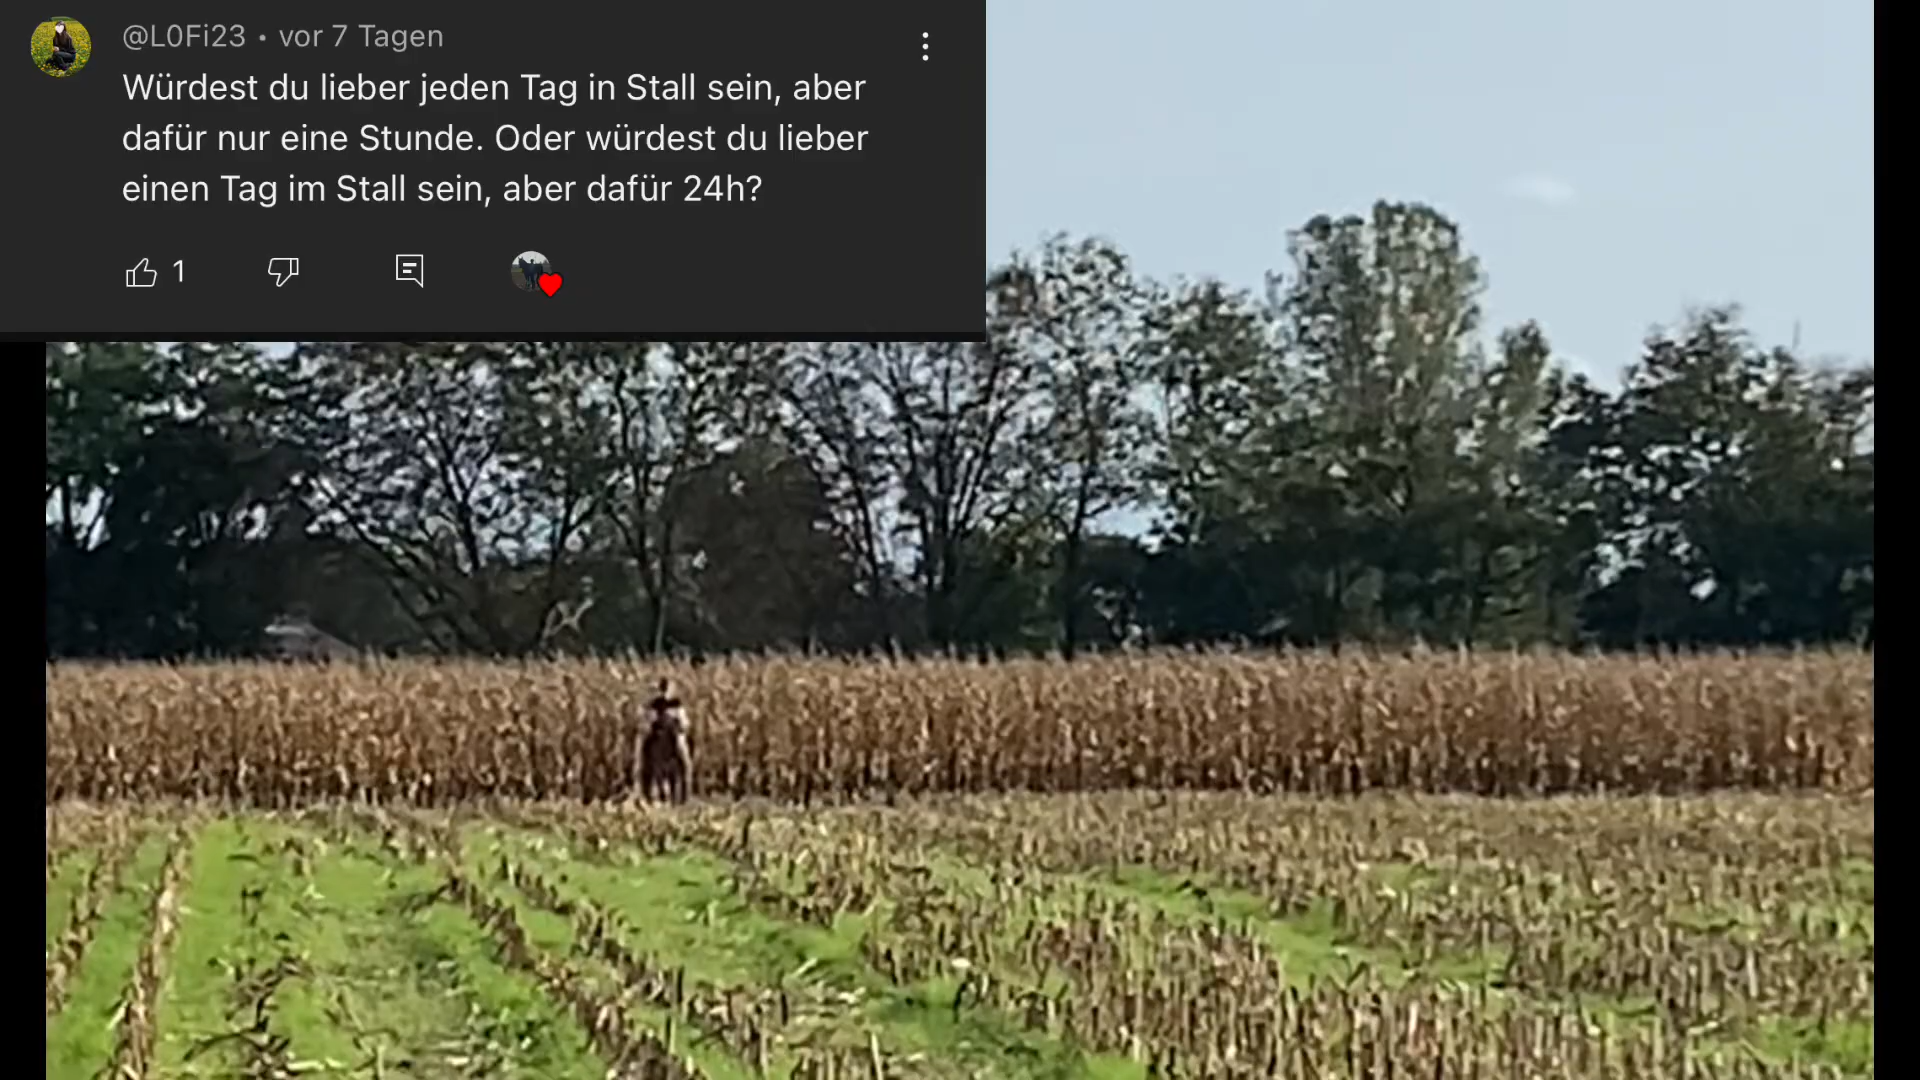 @L0Fi23 • vor 7 Tagen
Würdest du lieber jeden Tag in Stall sein, aber
dafür nur eine Stunde. Oder würdest du lieber
einen Tag im Stall sein, aber dafür 24h?
1